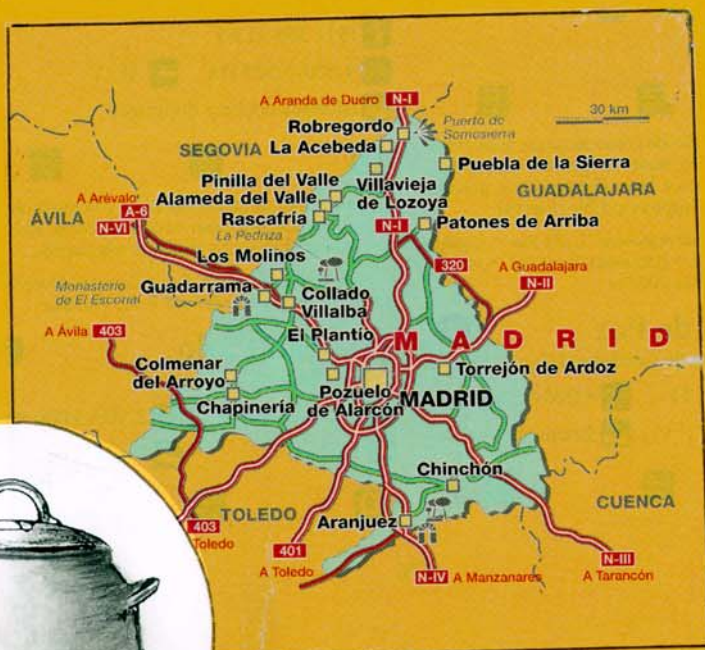 A Aranda de Duero N-I
30 km
Robregordo
Puerto de
Somosierra
SEGOVIA
La Acebeda
Puebla de la Sierra
Pinilla del Valle
Villavieja
de Lozoya
GUADALAJARA
Alameda del Valle
A Arévalo
A-6
N-VI
ÁVILA
Rascafría
N-I
Patones de Arriba
La Pedriza
Los Molinos
320
A Guadalajara
N-II
Monasterio
de El Escorial
Guadarrama
Collado
Villalba
A Ávila 403
El Plantío
MADRID
Colmenar
del Arroyo
Torrejón de Ardoz
Pozuelo
de Alarcón
MADRID
Chapinería
Chinchón
CUENCA
TOLEDO
Aranjuez
403
Toledo
401
A Toledo
N-IV A Manzanares
N-III
A Tarancón